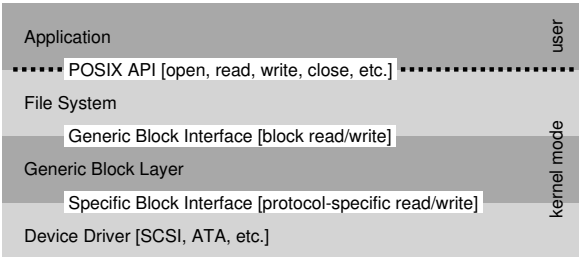 Application
user
POSIX API [open, read, write, close, etc.]
File System
Generic Block Interface [block read/write]
kernel mode
Generic Block Layer
Specific Block Interface [protocol-specific read/write]
Device Driver [SCSI, ATA, etc.]